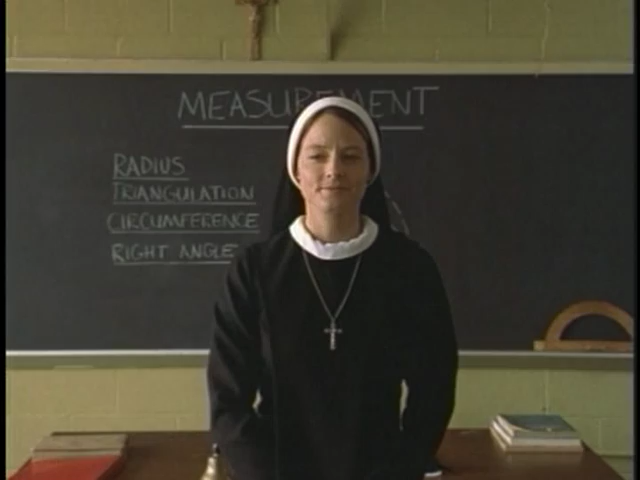 MEASUREMENT
RADIUS
TRIANGULATION
CIRCUMFERENCE
RIGHT ANGLE